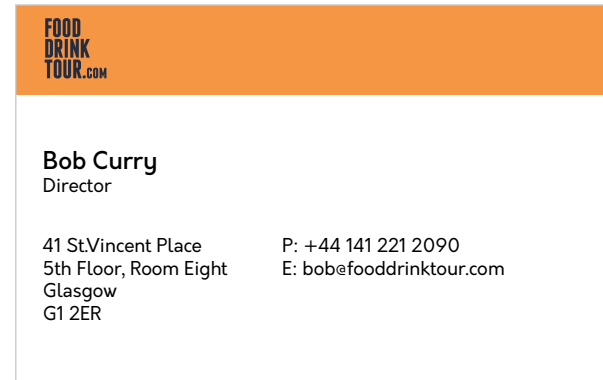 FOOD
DRINK
TOUR.COM
Bob Curry
Director
41 St.Vincent Place
5th Floor, Room Eight
Glasgow
G1 2ER
P: +44 141 221 2090
E: bob@fooddrinktour.com